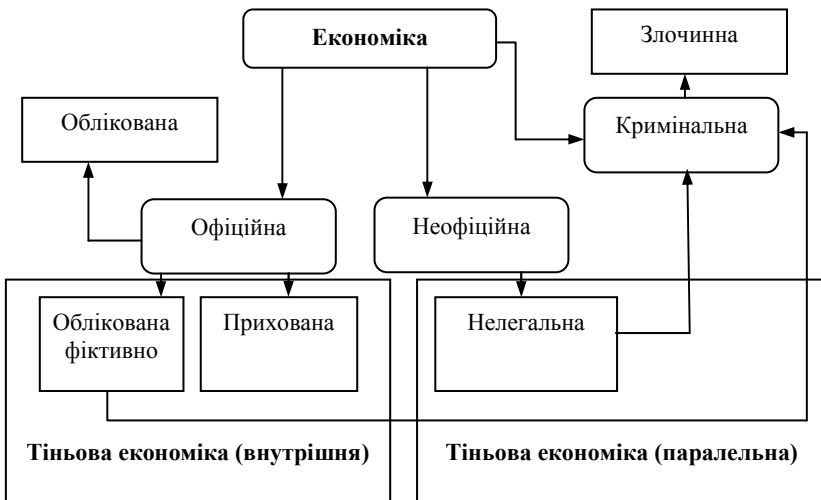 Економіка
Злочинна
Облікована
Кримінальна
Офіційна
Неофіційна
Облікована
фіктивно
Прихована
Нелегальна
Тіньова економіка (внутрішня)
Тіньова економіка (паралельна)